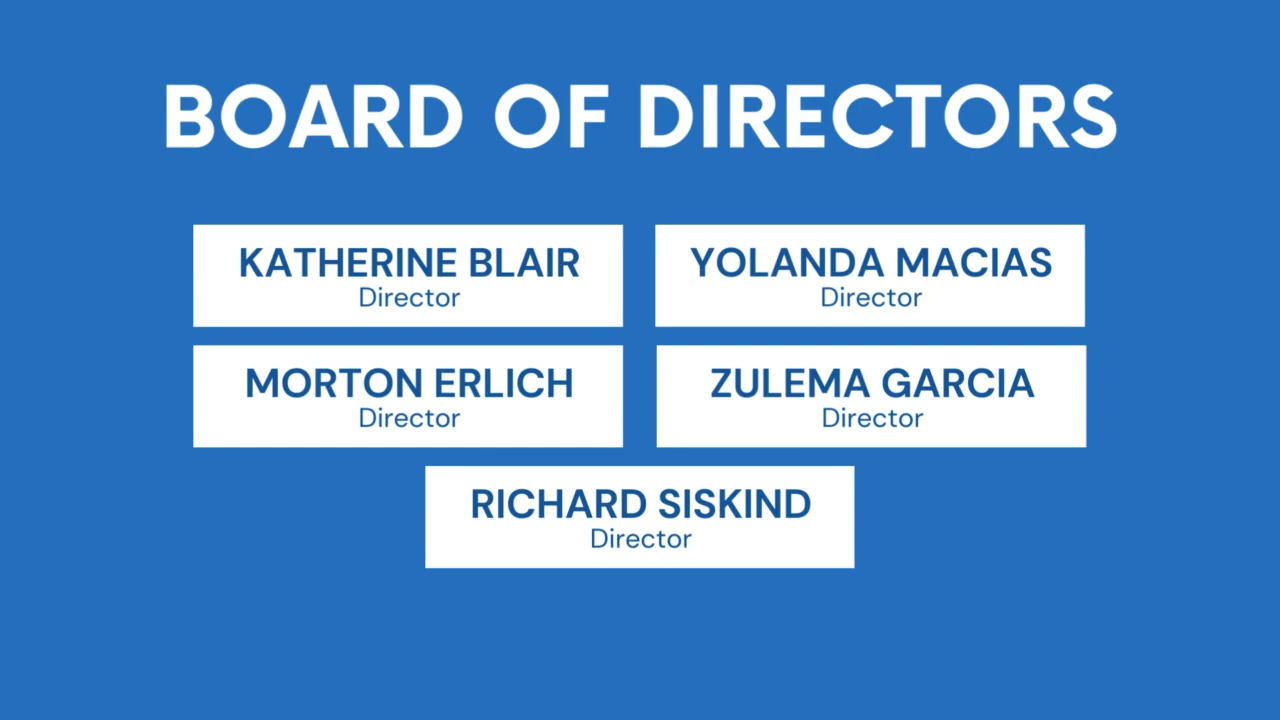 BOARD OF DIRECTORS
KATHERINE BLAIR
Director
YOLANDA MACIAS
Director
MORTON ERLICH
Director
ZULEMA GARCIA
Director
RICHARD SISKIND
Director